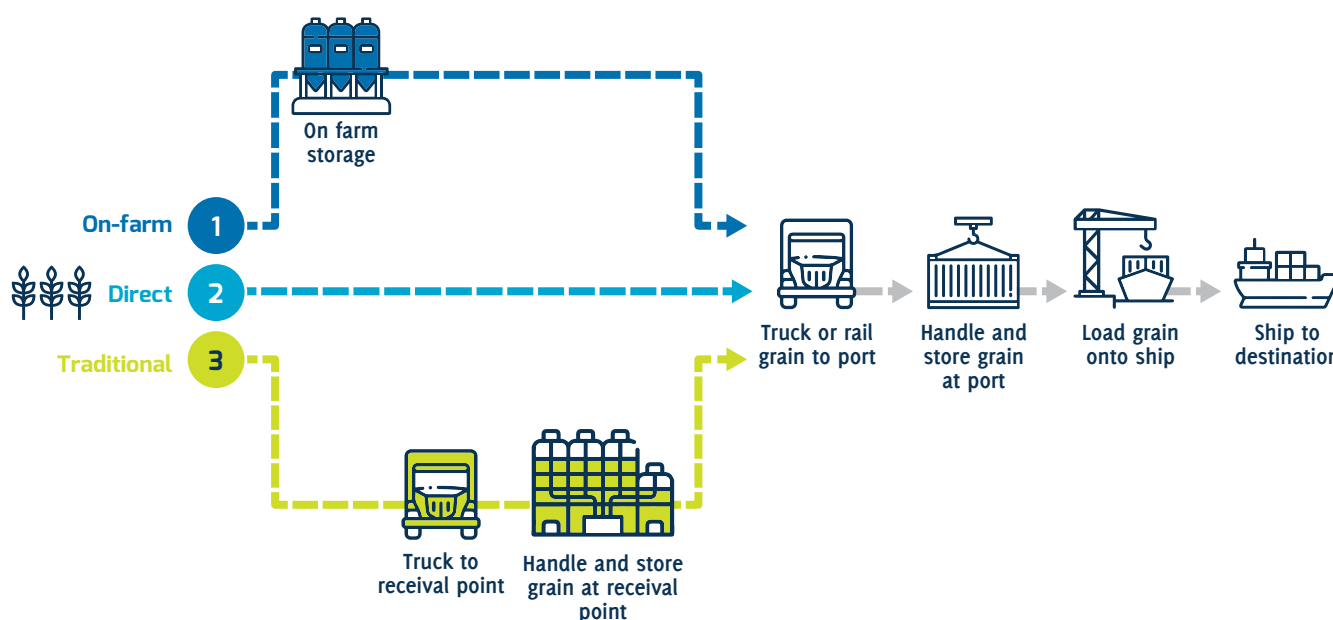 On farm
storage
On-farm
1
Direct
2
Traditional
3
Truck or rail
grain to port
Handle and
store grain
at port
Load grain
onto ship
Ship to
destination
Truck to
receival point
Handle and store
grain at receival
point